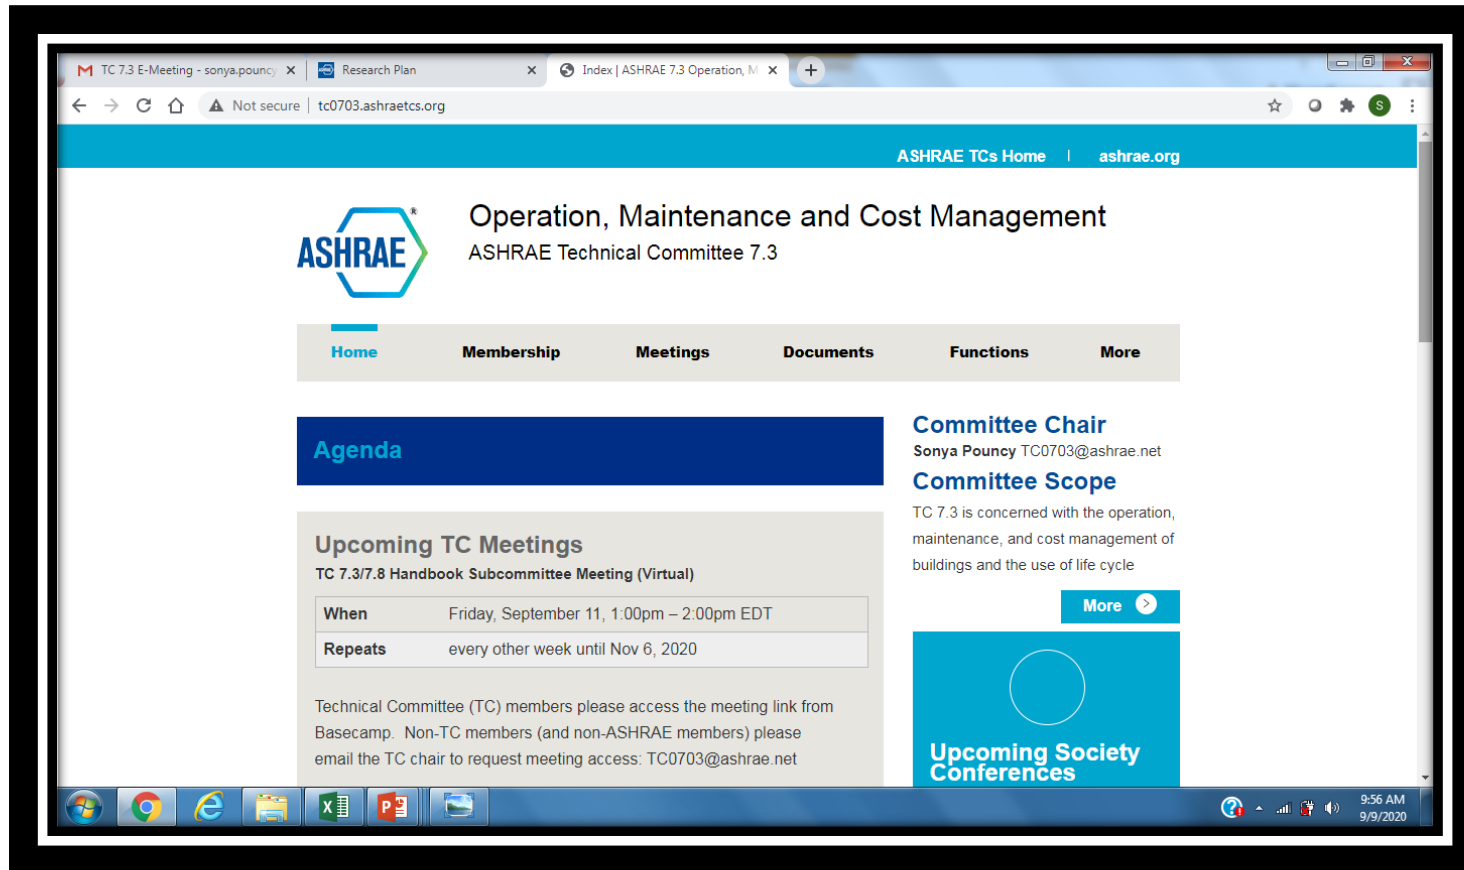 TC 7.3 E-Meeting - sonya.pouncy
Research Plan
Index | ASHRAE 7.3 Operation, M
Not secure | tc0703.ashraetcs.org
S
ASHRAE TCs Home | ashrae.org
ASHRAE®
Operation, Maintenance and Cost Management
ASHRAE Technical Committee 7.3
Home Membership Meetings Documents Functions More
Agenda
Upcoming TC Meetings
TC 7.3/7.8 Handbook Subcommittee Meeting (Virtual)
When Friday, September 11, 1:00pm – 2:00pm EDT
Repeats every other week until Nov 6, 2020
Technical Committee (TC) members please access the meeting link from
Basecamp. Non-TC members (and non-ASHRAE members) please
email the TC chair to request meeting access: TC0703@ashrae.net
Committee Chair
Sonya Pouncy TC0703@ashrae.net
Committee Scope
TC 7.3 is concerned with the operation,
maintenance, and cost management of
buildings and the use of life cycle
More
Upcoming Society
Conferences
9:56 AM
9/9/2020